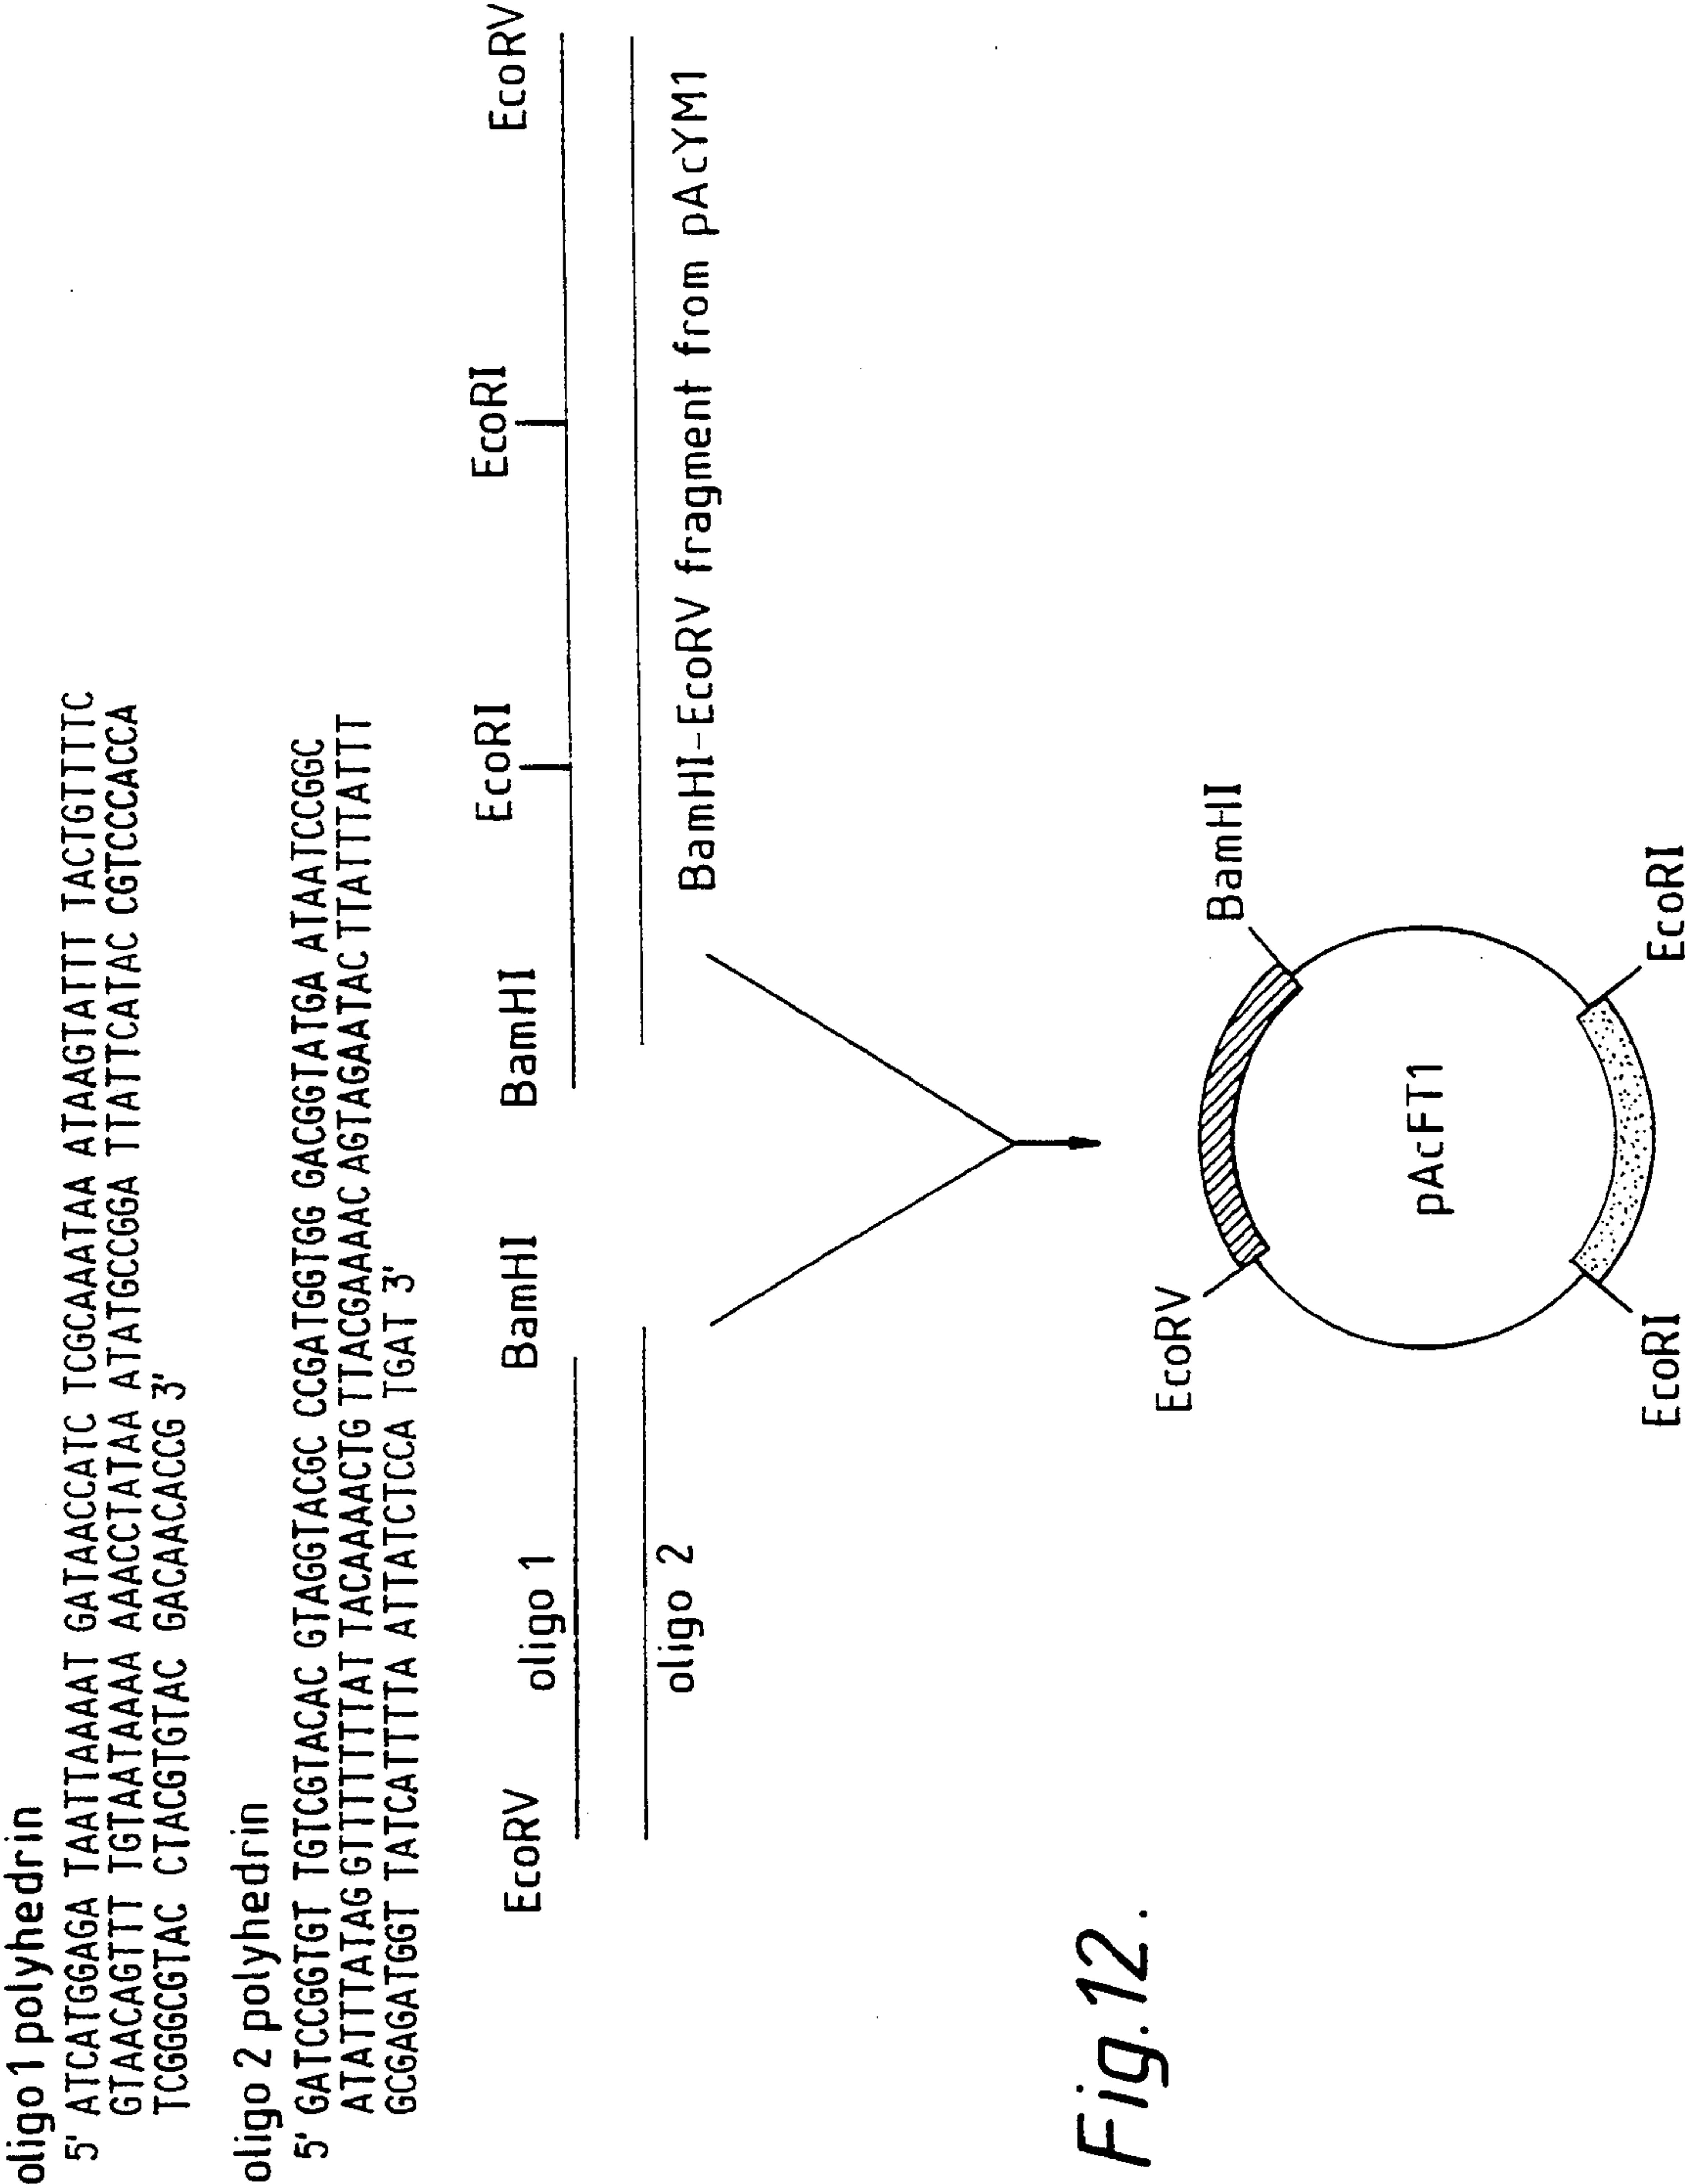 oligo 1 polyhedrin
5' ATCATGGAGA TAATTAAAAT GATAACCATC TCGCAAATAA ATAAGTATTT TACTGTTTTC
GTAACAGTTT TGTAATAAAA AAACCTATAA ATATGCCGGA TTATTCATAC CGTCCCACCA
TCGGGCGTAC CTACGTGTAC GACAACACCG 3'
oligo 2 polyhedrin
5' GATCCGGTGT TGTCGTACAC GTAGGTACGC CCGATGGTGG GACGGTATGA ATAATCCGGC
ATATTTATAG GTTTTTTTAT TACAAAACTG TTACGAAAAC AGTAGAATAC TTATTTATTT
GCGAGATGGT TATCATTTTA ATTATCTCCA TGAT 3'
EcoRV oligo 1 BamHI
oligo 2
BamHI EcoRI EcoRI EcoRV
BamHI-EcoRV fragment from pAcYM1
EcoRV BamHI
pAcFT1
EcoRI EcoRI
Fig.12.